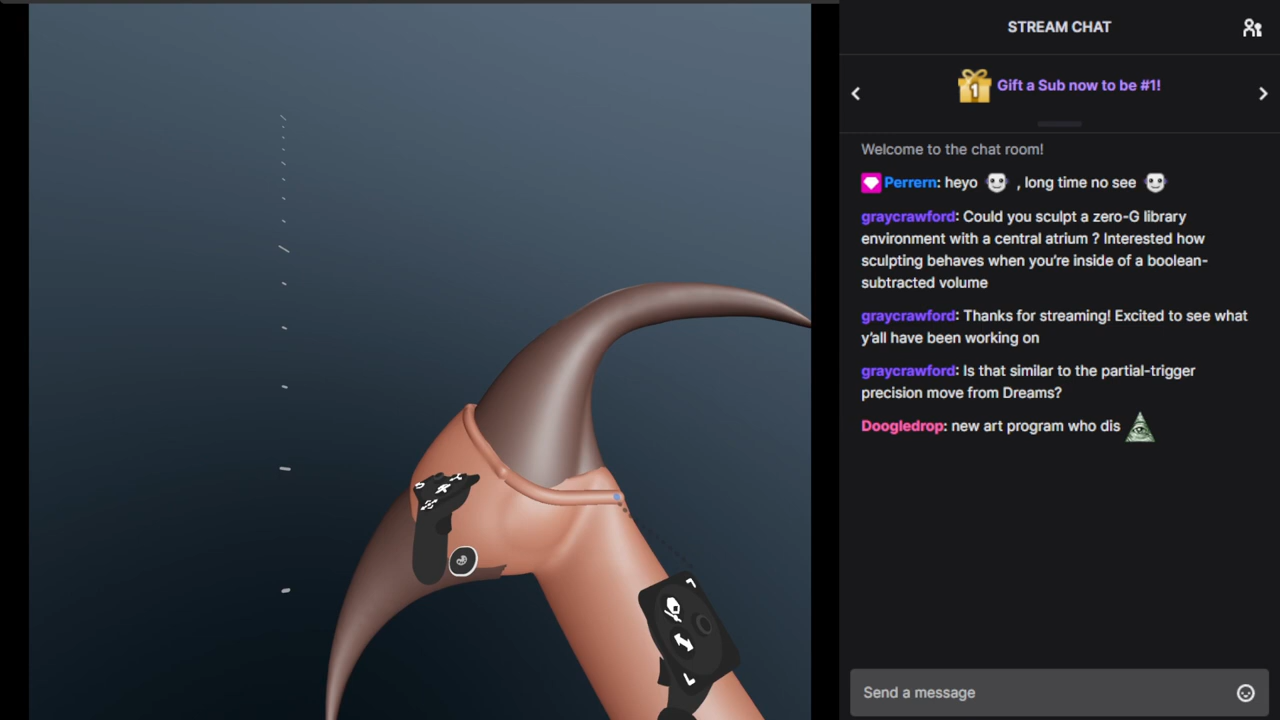 STREAM CHAT
1
Gift a Sub now to be #1!
Welcome to the chat room!
Perrern: heyo , long time no see
graycrawford: Could you sculpt a zero-G library
environment with a central atrium ? Interested how
sculpting behaves when you're inside of a boolean-
subtracted volume
graycrawford: Thanks for streaming! Excited to see what
y'all have been working on
graycrawford: Is that similar to the partial-trigger
precision move from Dreams?
Doogledrop: new art program who dis
Send a message